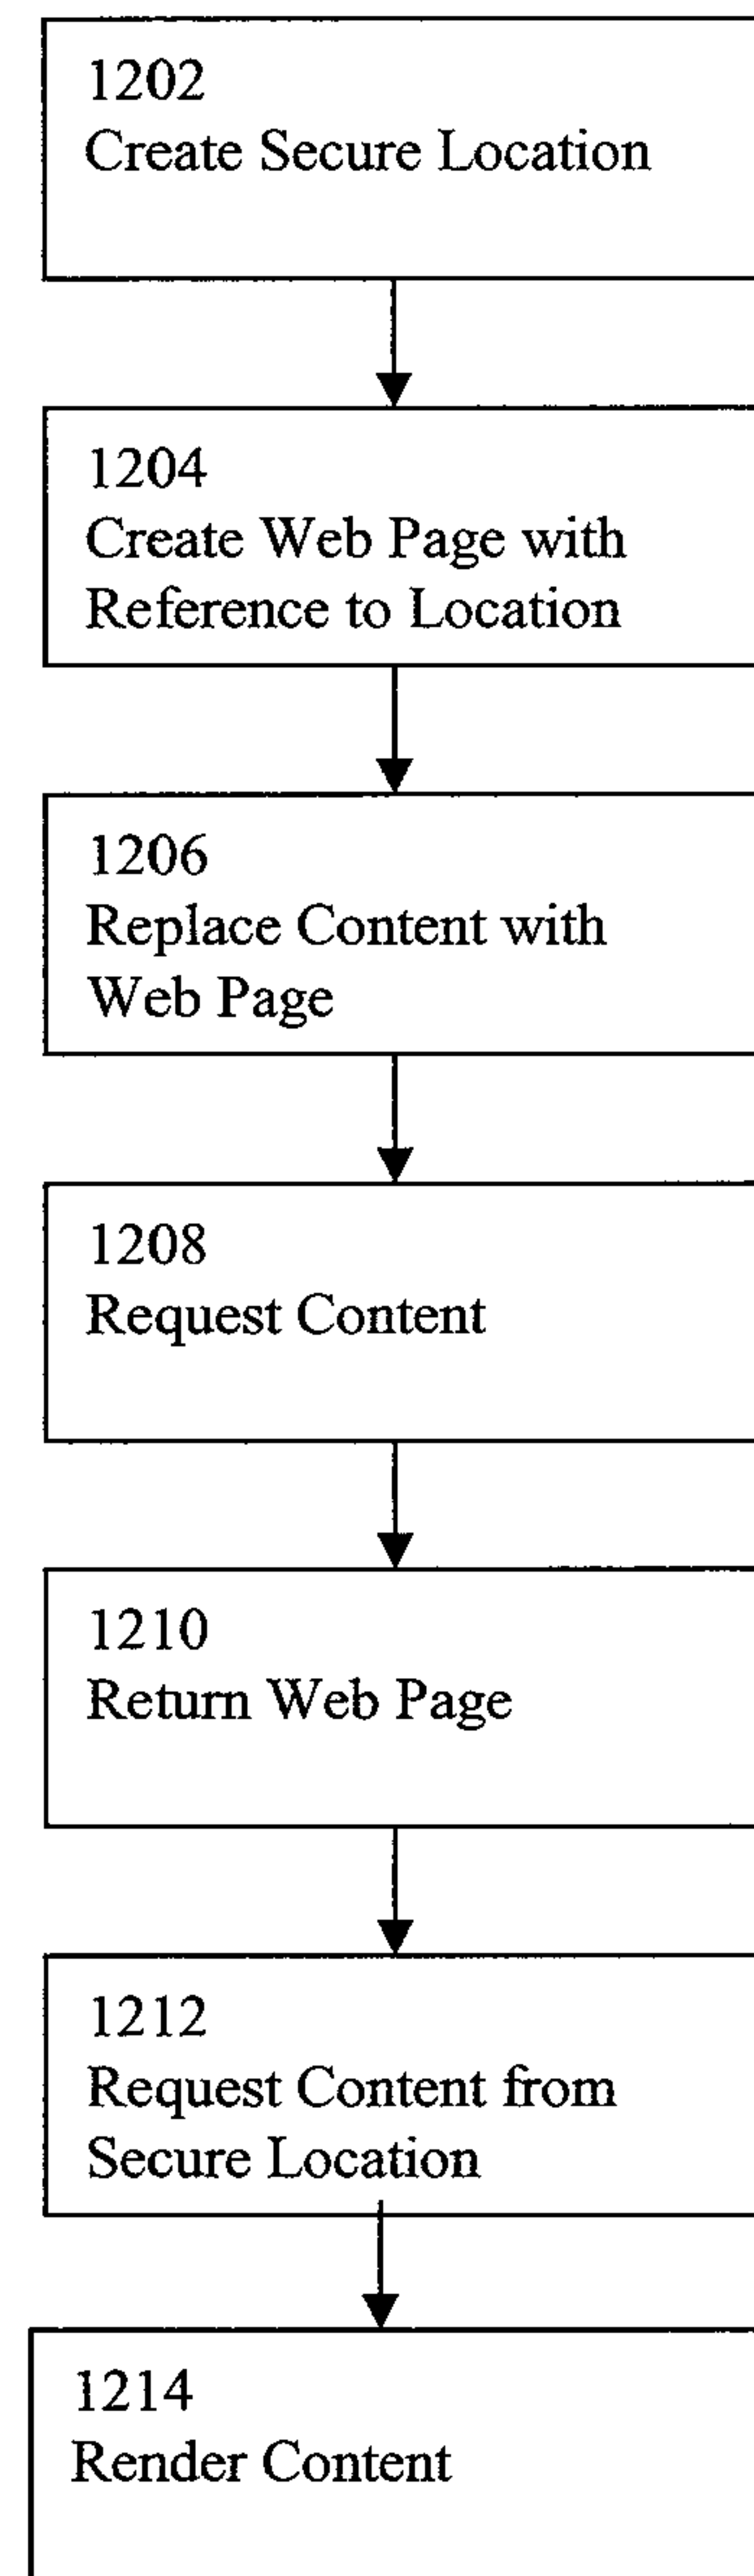 1202
Create Secure Location
1204
Create Web Page with
Reference to Location
1206
Replace Content with
Web Page
1208
Request Content
1210
Return Web Page
1212
Request Content from
Secure Location
1214
Render Content